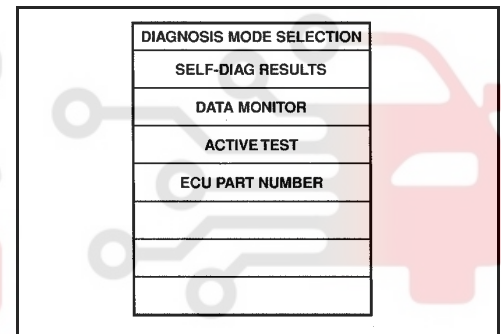 DIAGNOSIS MODE SELECTION
SELF-DIAG RESULTS
DATA MONITOR
ACTIVE TEST
ECU PART NUMBER